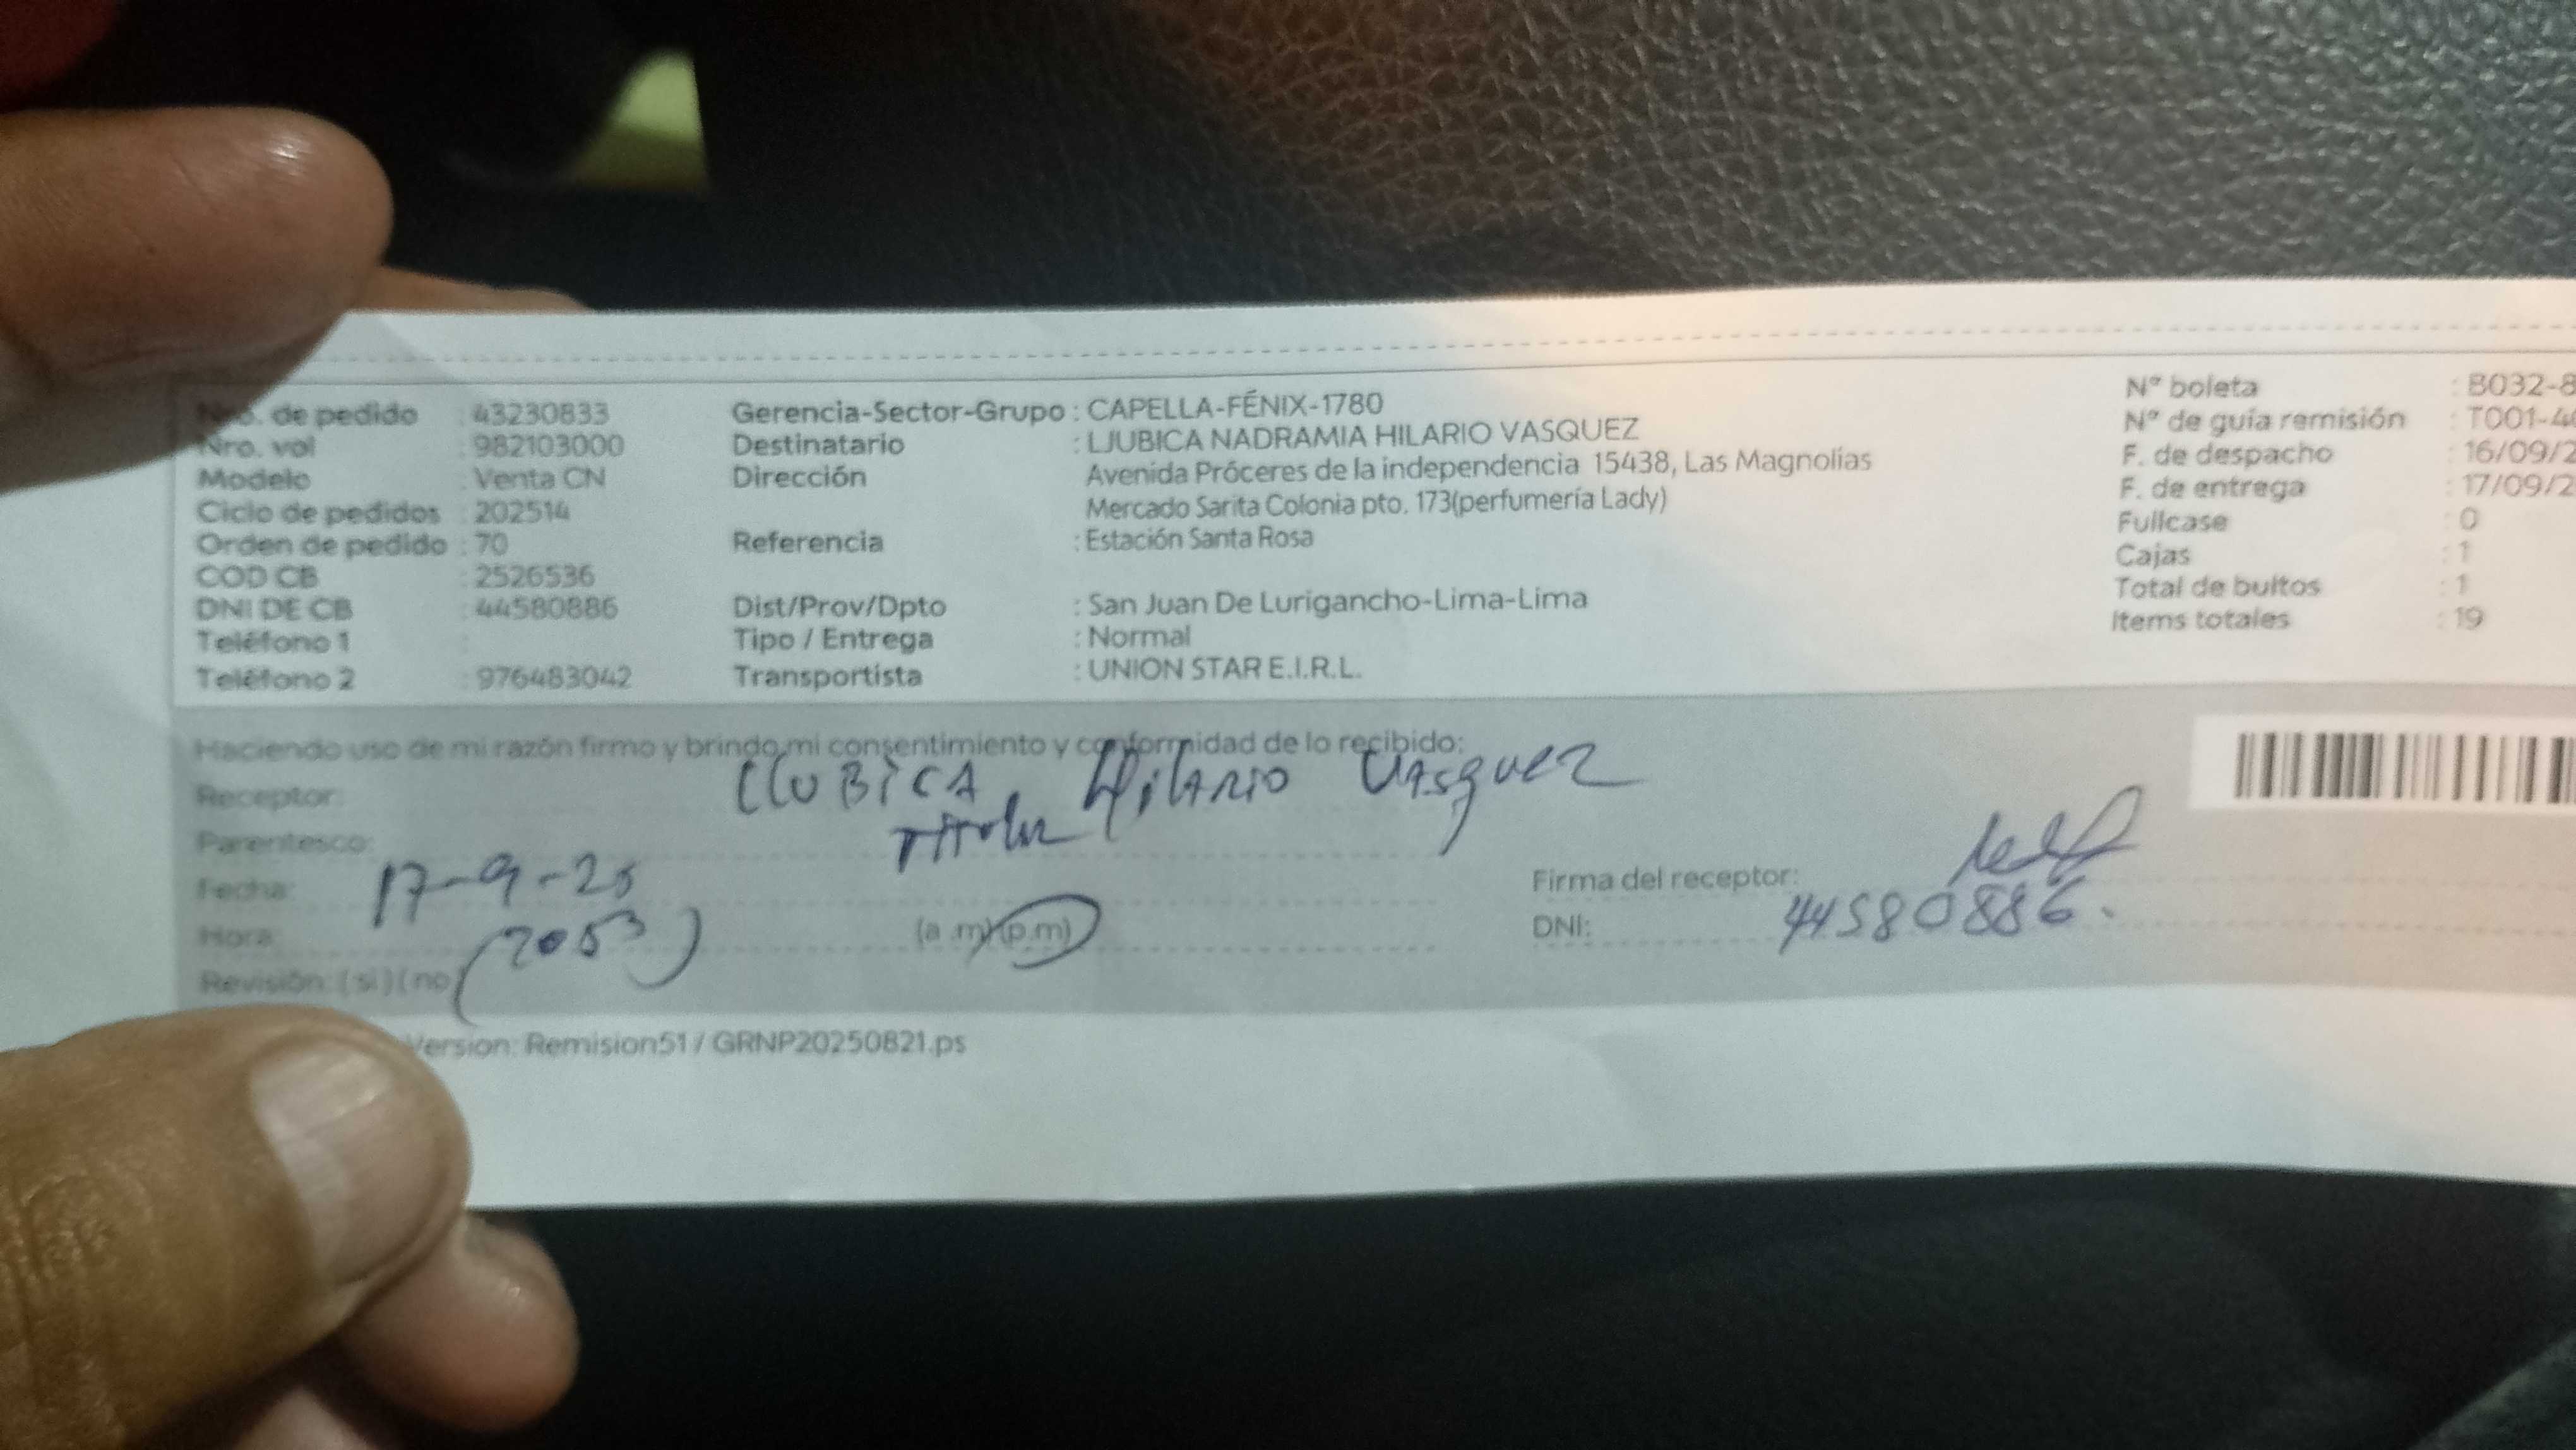 Nro. de pedido : 43230833 Gerencia-Sector-Grupo : CAPELLA-FÉNIX-1780 Nº boleta : B032-8
Nro. vol : 982103000 Destinatario : LJUBICA NADRAMIA HILARIO VASQUEZ Nº de guía remisión : T001-4
Modelo : Venta CN Dirección Avenida Próceres de la independencia 15438, Las Magnolias F. de despacho : 16/09/2
Ciclo de pedidos : 202514 Mercado Sarita Colonia pto. 173(perfumería Lady) F. de entrega : 17/09/2
Orden de pedido : 70 Referencia : Estación Santa Rosa Fullcase : 0
COD CB : 2526536 Cajas : 1
DNI DE CB : 44580886 Dist/Prov/Dpto : San Juan De Lurigancho-Lima-Lima Total de bultos : 1
Teléfono 1 : Tipo / Entrega : Normal Items totales : 19
Teléfono 2 : 976483042 Transportista : UNION STAR E.I.R.L.
Haciendo uso de mi razón firmo y brindo mi consentimiento y conformidad de lo recibido:
Receptor: LLUBICA Hilario Vasquez
Parentesco: Titular
Fecha: 17-9-25 Firma del receptor:
Hora: (2053) (a.m)(p.m) DNI: 44580886.
Revisión: (si)(no
Version: Remision51 / GRNP20250821.ps